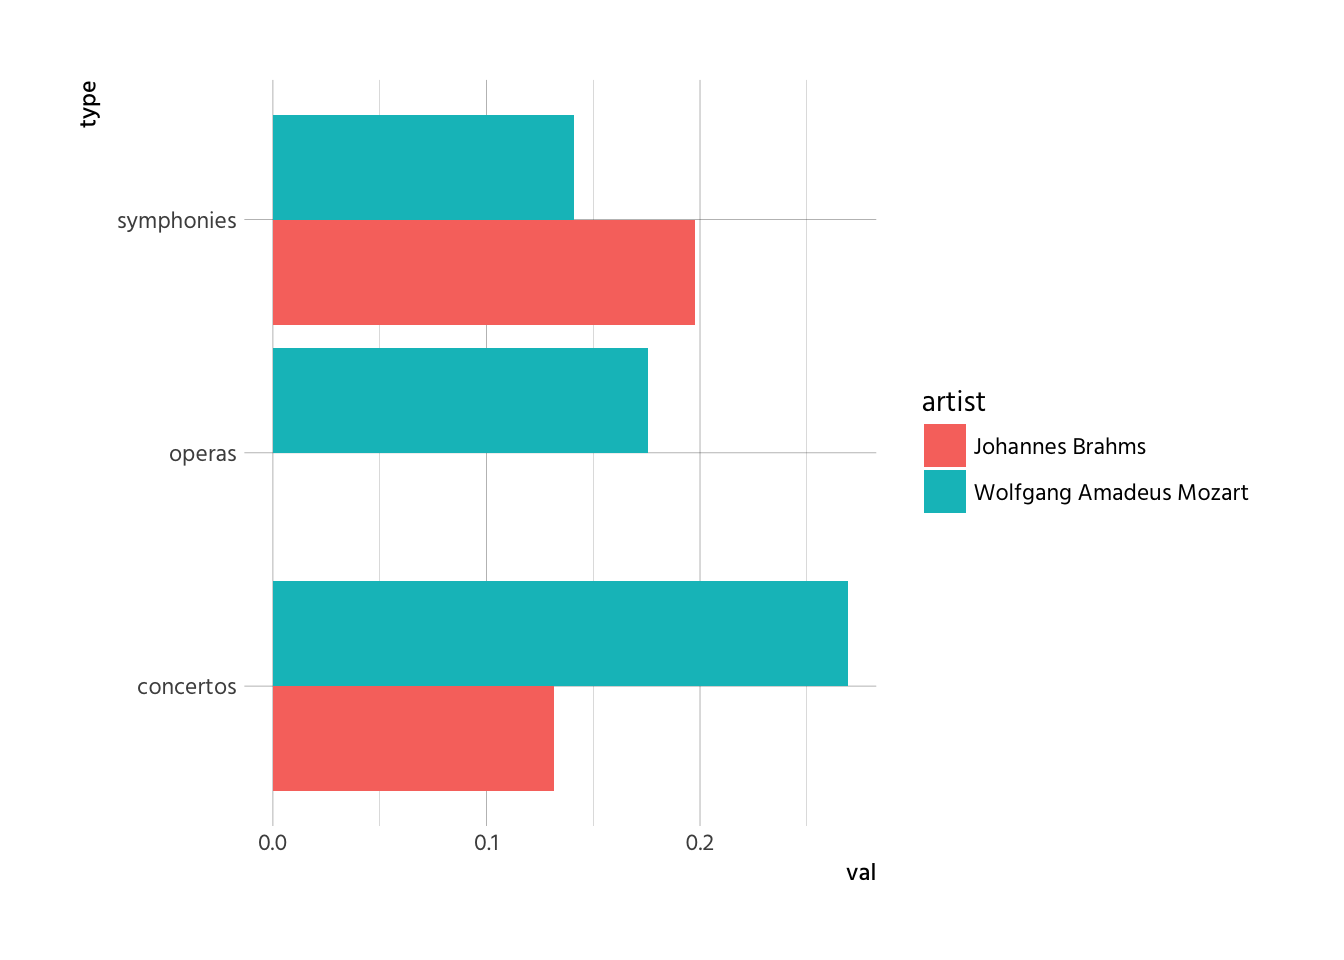 type
symphonies
operas
concertos
0.0
0.1
0.2
val
artist
Johannes Brahms
Wolfgang Amadeus Mozart